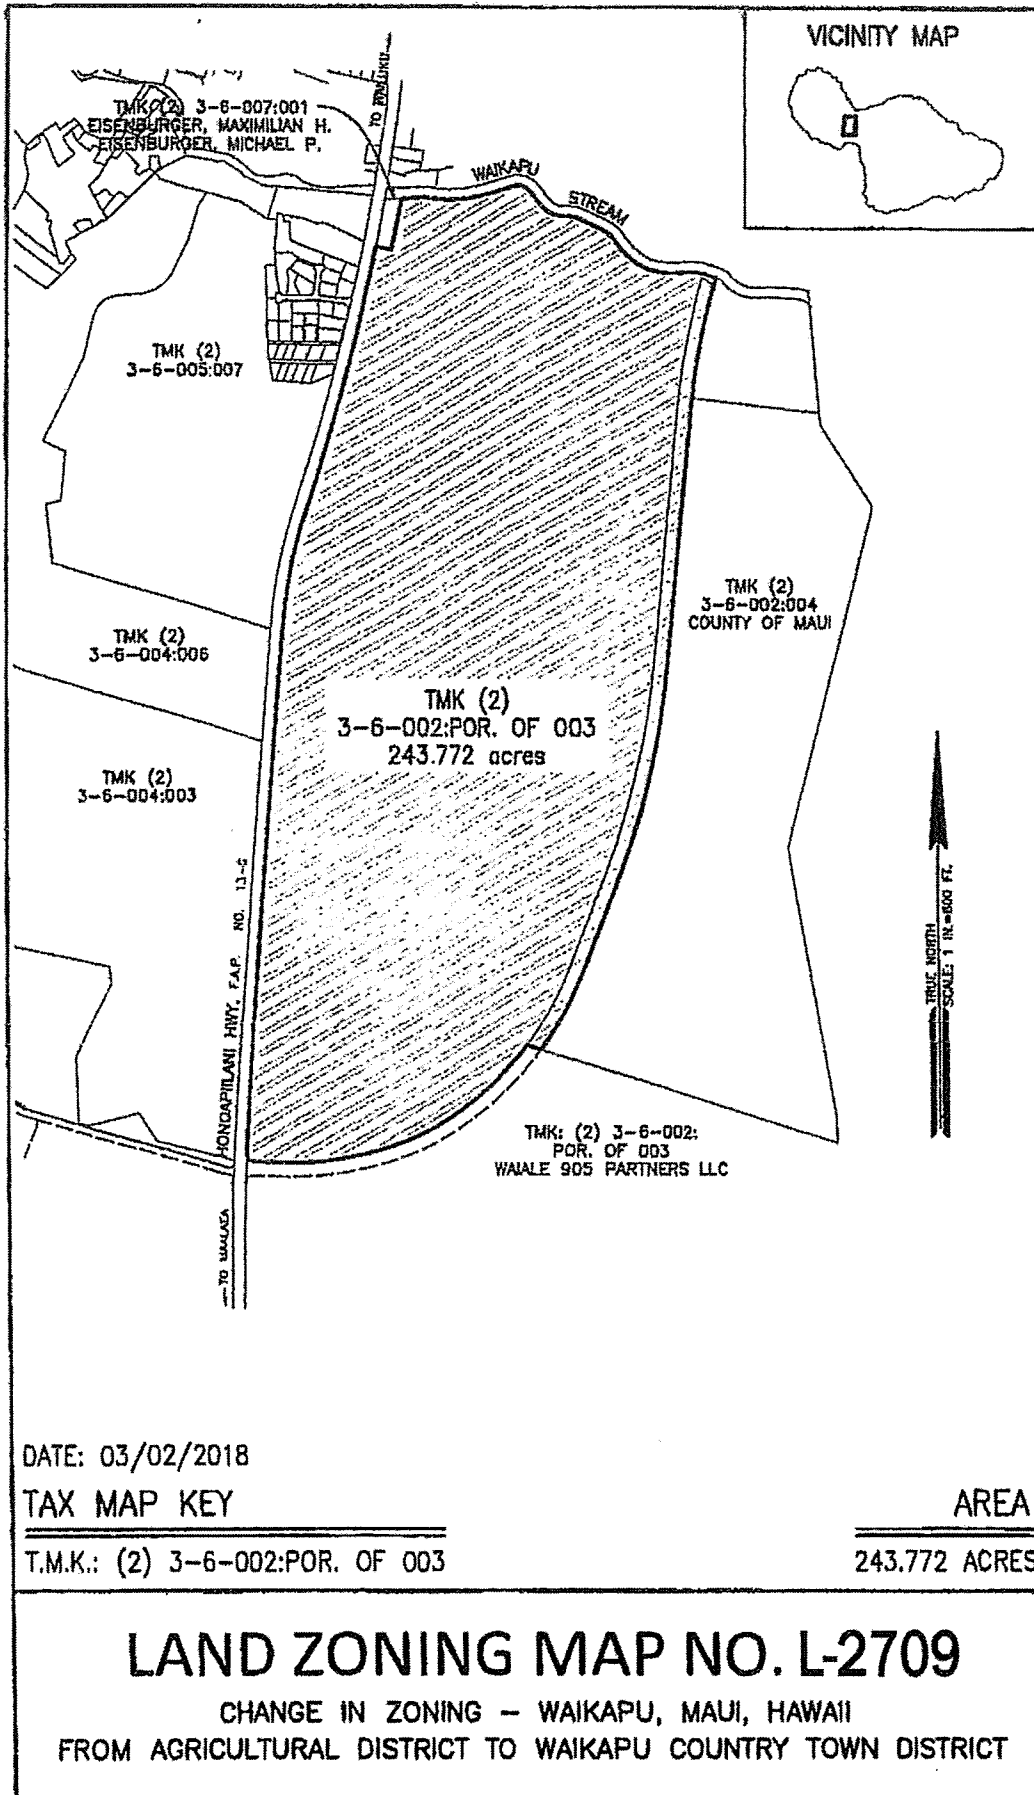 VICINITY MAP
TMK (2) 3-6-007:001
EISENBURGER, MAXIMILIAN H.
EISENBURGER, MICHAEL P.
WAIKAPU
STREAM
TMK (2)
3-6-005:007
TMK (2)
3-6-002:004
COUNTY OF MAUI
TMK (2)
3-6-004:006
TMK (2)
3-6-002:POR. OF 003
243.772 acres
TMK (2)
3-6-004:003
HONOAPIILANI HWY. F.A.P. NO. 13-G
TRUE NORTH
SCALE: 1 IN.=800 FT.
TMK: (2) 3-6-002:
POR. OF 003
WAIALE 905 PARTNERS LLC
DATE: 03/02/2018
TAX MAP KEY
AREA
T.M.K.: (2) 3-6-002:POR. OF 003
243.772 ACRES
LAND ZONING MAP NO. L-2709
CHANGE IN ZONING - WAIKAPU, MAUI, HAWAII
FROM AGRICULTURAL DISTRICT TO WAIKAPU COUNTRY TOWN DISTRICT